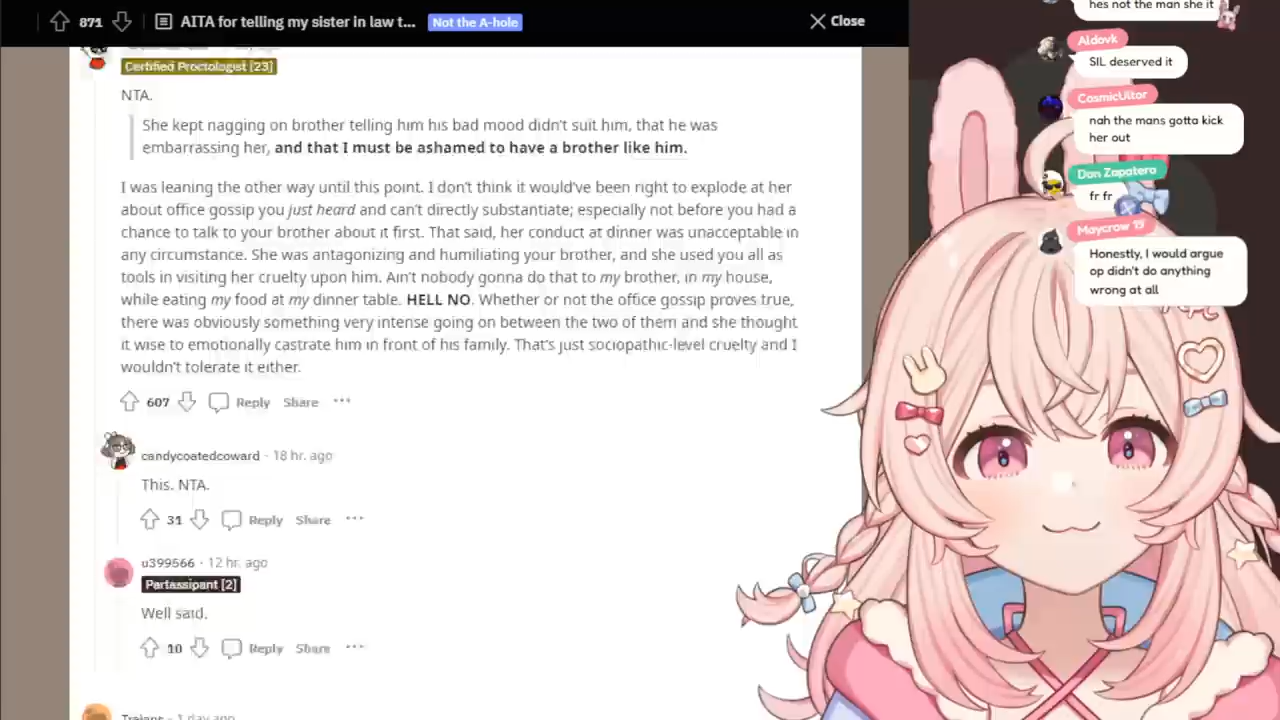 871
AITA for telling my sister in law t...
Not the A-hole
Close
Certified Proctologist [23]
NTA.
She kept nagging on brother telling him his bad mood didn't suit him, that he was
embarrassing her, and that I must be ashamed to have a brother like him.
I was leaning the other way until this point. I don't think it would've been right to explode at her
about office gossip you just heard and can't directly substantiate; especially not before you had a
chance to talk to your brother about it first. That said, her conduct at dinner was unacceptable in
any circumstance. She was antagonizing and humiliating your brother, and she used you all as
tools in visiting her cruelty upon him. Ain't nobody gonna do that to my brother, in my house,
while eating my food at my dinner table. HELL NO. Whether or not the office gossip proves true,
there was obviously something very intense going on between the two of them and she thought
it wise to emotionally castrate him in front of his family. That's just sociopathic-level cruelty and I
wouldn't tolerate it either.
607
Reply
Share
candycoatedcoward · 18 hr. ago
This. NTA.
31
Reply
Share
u399566 · 12 hr. ago
Partassipant [2]
Well said.
10
Reply
Share
1 day ago
hes not the man she it
Aldovk
SIL deserved it
CosmicUltor
nah the mans gotta kick
her out
Don Zapatero
fr fr
Maycrow
Honestly, I would argue
op didn't do anything
wrong at all